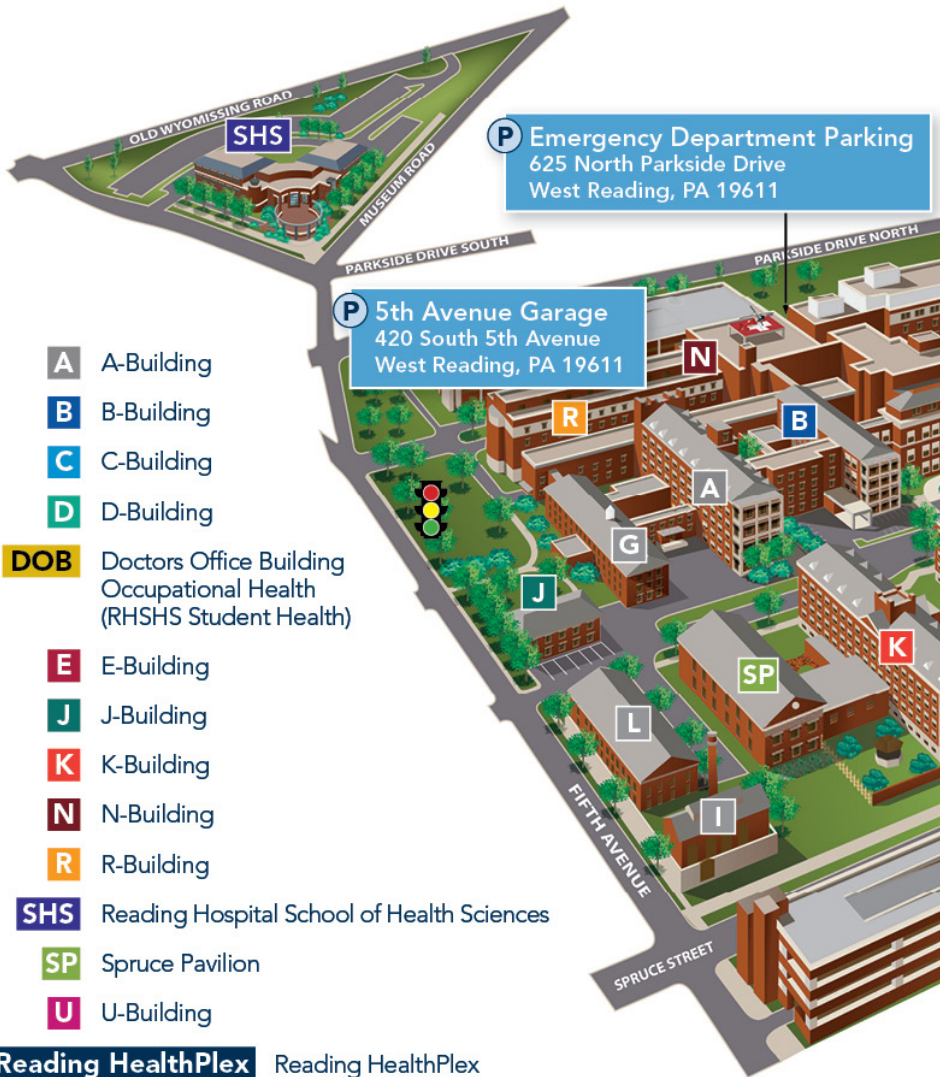 OLD WYOMISSING ROAD
SHS
MUSEUM ROAD
P Emergency Department Parking
625 North Parkside Drive
West Reading, PA 19611
PARKSIDE DRIVE SOUTH
PARKSIDE DRIVE NORTH
P 5th Avenue Garage
420 South 5th Avenue
West Reading, PA 19611
N
R
B
A
G
J
K
SP
L
I
FIFTH AVENUE
SPRUCE STREET
A A-Building
B B-Building
C C-Building
D D-Building
DOB Doctors Office Building
Occupational Health
(RHSHS Student Health)
E E-Building
J J-Building
K K-Building
N N-Building
R R-Building
SHS Reading Hospital School of Health Sciences
SP Spruce Pavilion
U U-Building
Reading HealthPlex Reading HealthPlex